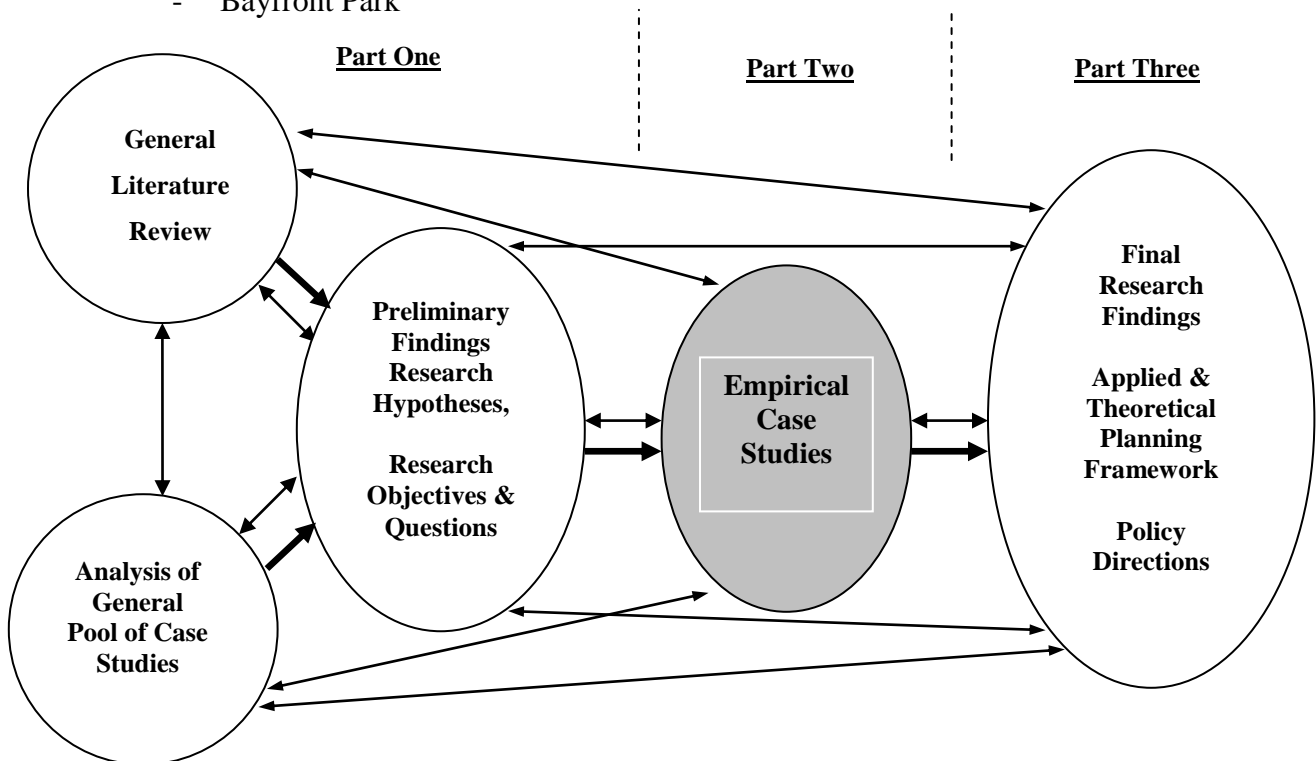 - Bayfront Park
Part One
Part Two
Part Three
General
Literature
Review
Analysis of
General
Pool of Case
Studies
Preliminary
Findings
Research
Hypotheses,
Research
Objectives &
Questions
Empirical
Case
Studies
Final
Research
Findings
Applied &
Theoretical
Planning
Framework
Policy
Directions